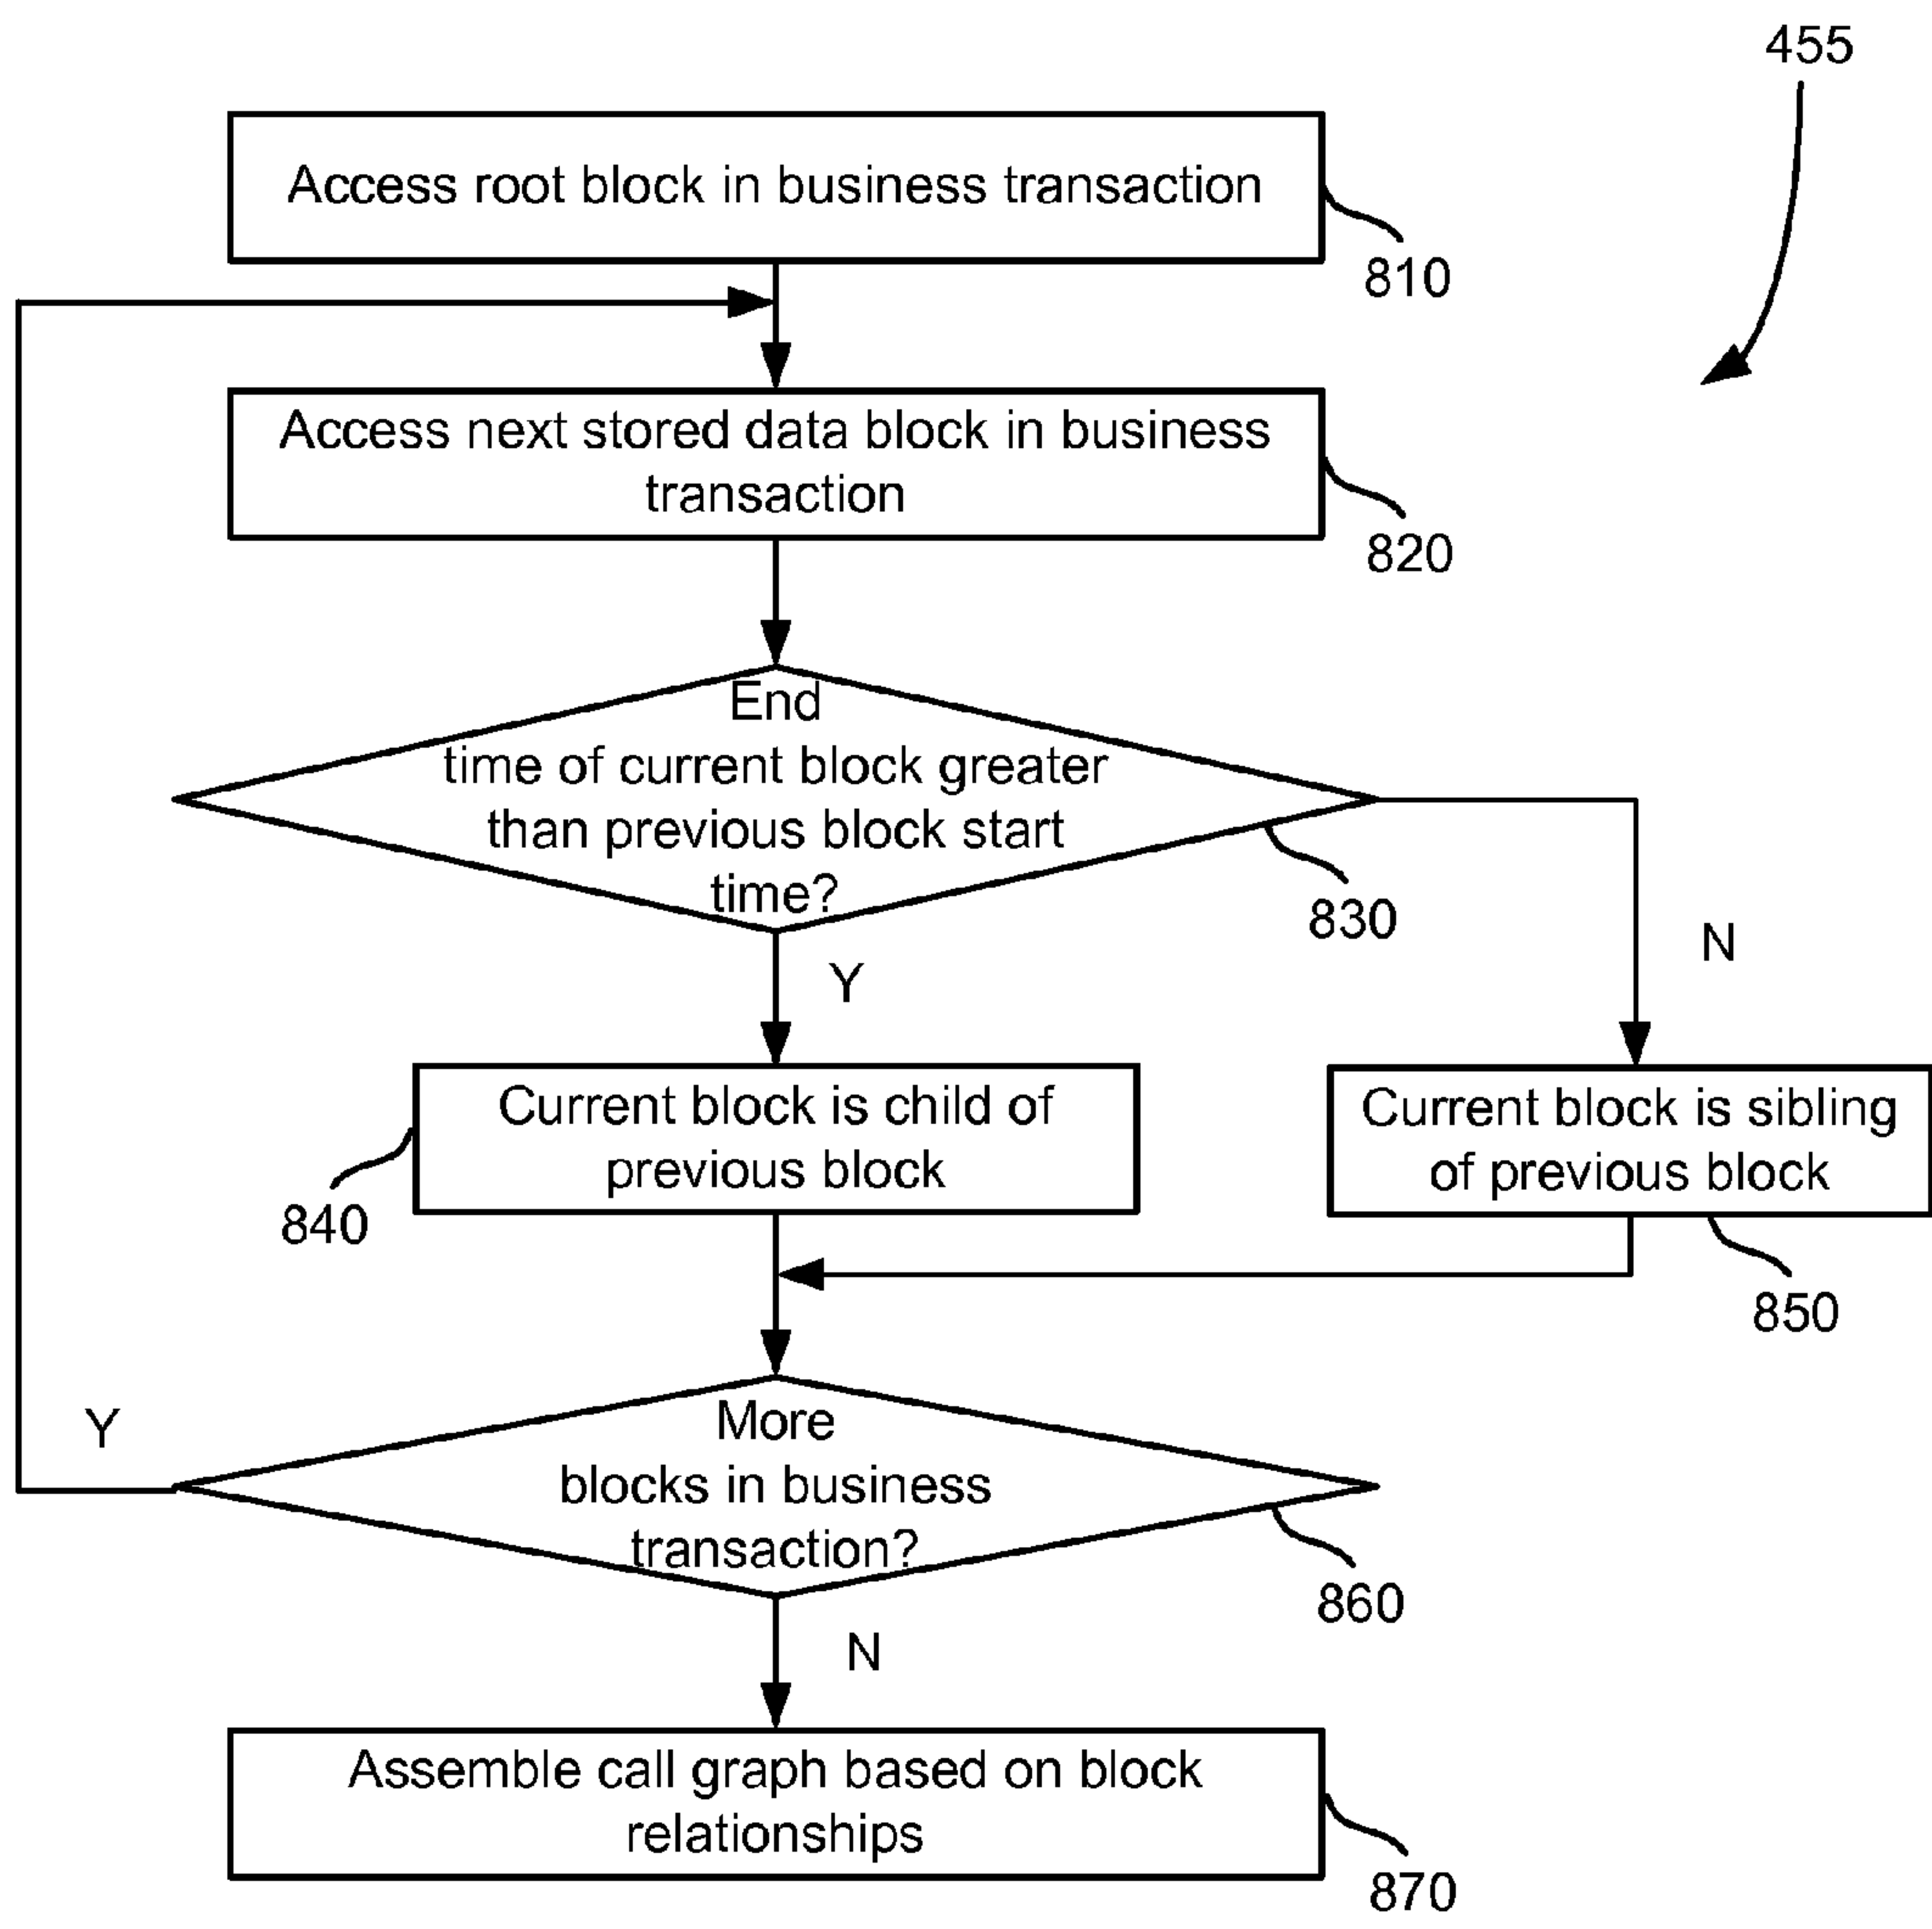 455
Access root block in business transaction
810
Access next stored data block in business
transaction
820
End
time of current block greater
than previous block start
time?
830
N
Y
Current block is child of
previous block
840
Current block is sibling
of previous block
850
Y
More
blocks in business
transaction?
860
N
Assemble call graph based on block
relationships
870